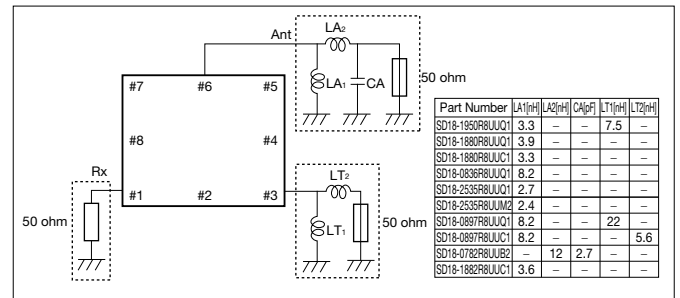 Ant
LA2
LA1
CA
50 ohm
#7 #6 #5
#8 #4
Rx
#1 #2 #3
LT2
LT1
50 ohm
50 ohm
Part Number LA1[nH] LA2[nH] CA[pF] LT1[nH] LT2[nH]
SD18-1950R8UUQ1 3.3 – – 7.5 –
SD18-1880R8UUQ1 3.9 – – – –
SD18-1880R8UUC1 3.3 – – – –
SD18-0836R8UUQ1 8.2 – – – –
SD18-2535R8UUQ1 2.7 – – – –
SD18-2535R8UUM2 2.4 – – – –
SD18-0897R8UUQ1 8.2 – – 22 –
SD18-0897R8UUC1 8.2 – – – 5.6
SD18-0782R8UUB2 – 12 2.7 – –
SD18-1882R8UUC1 3.6 – – – –